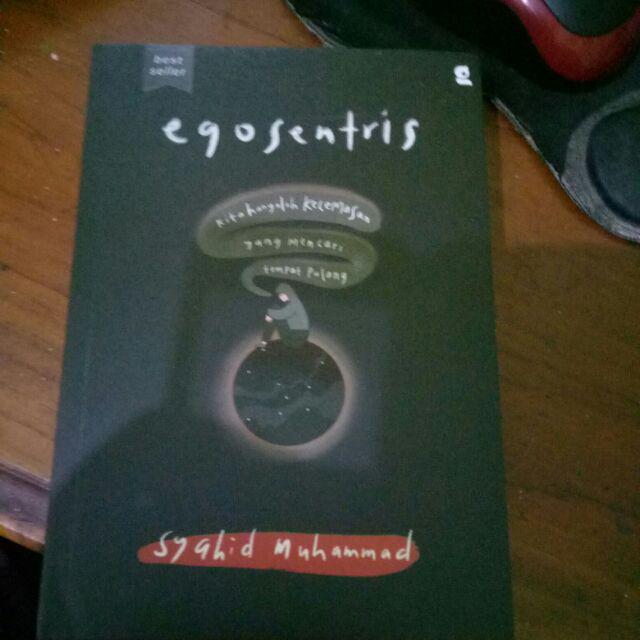 best
seller
egosentris
kita hanyalah kecemasan
yang mencari
tempat pulang
syahid Muhammad